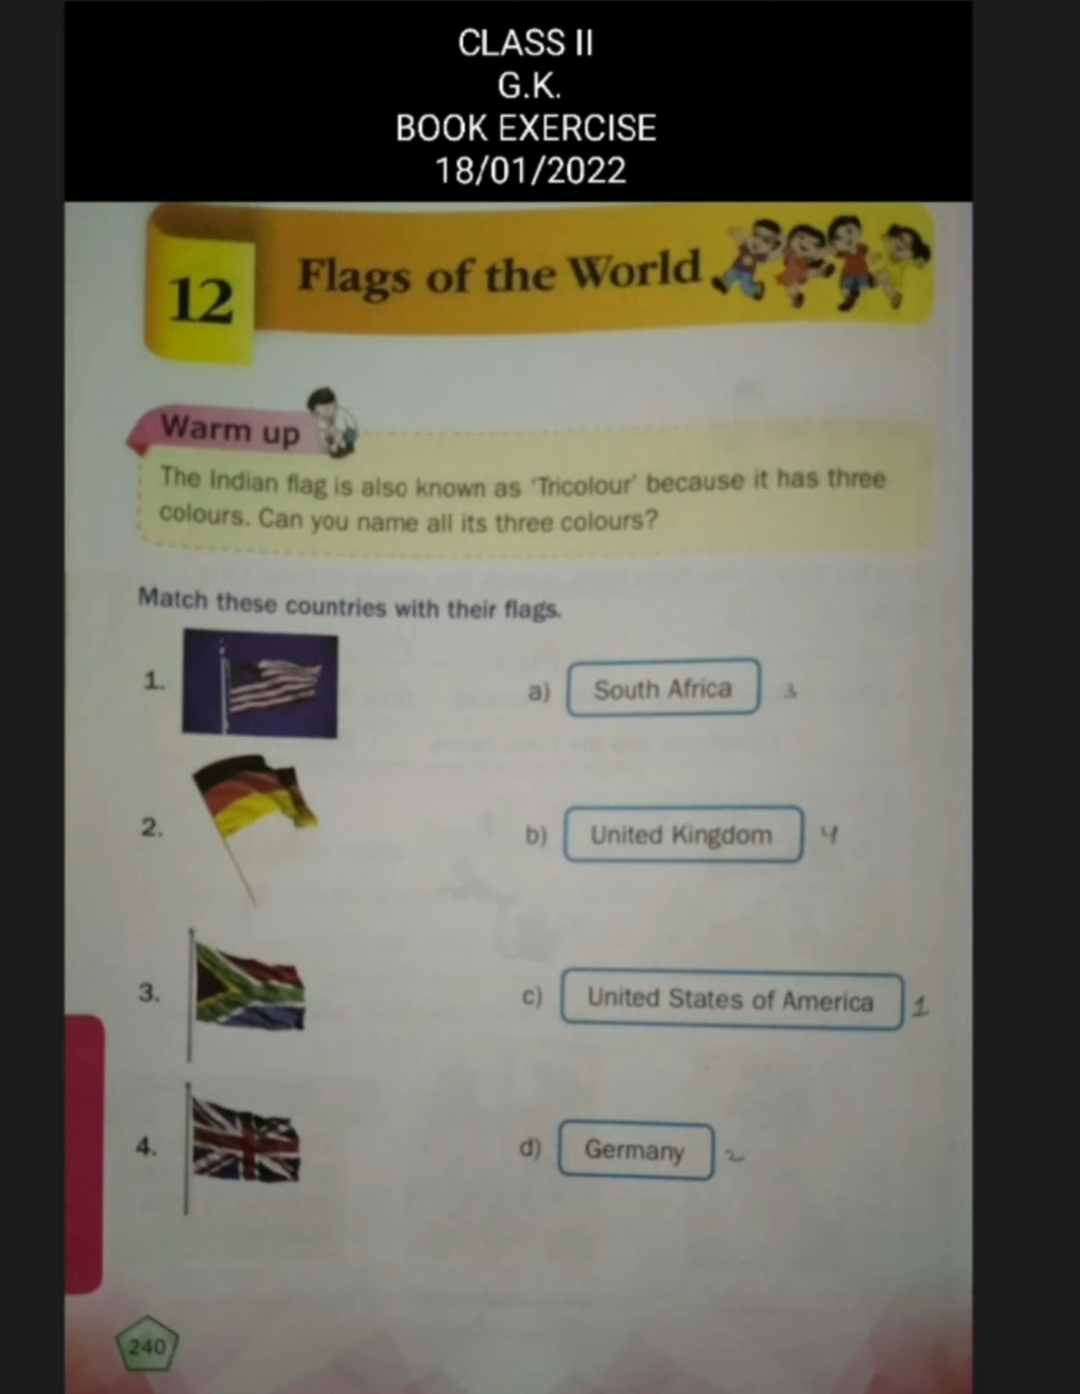 CLASS II
G.K.
BOOK EXERCISE
18/01/2022
12
Flags of the World
Warm up
The Indian flag is also known as 'Tricolour' because it has three
colours. Can you name all its three colours?
Match these countries with their flags.
1.
a) South Africa 3
2.
b) United Kingdom 4
3.
c) United States of America 1
4.
d) Germany 2
240